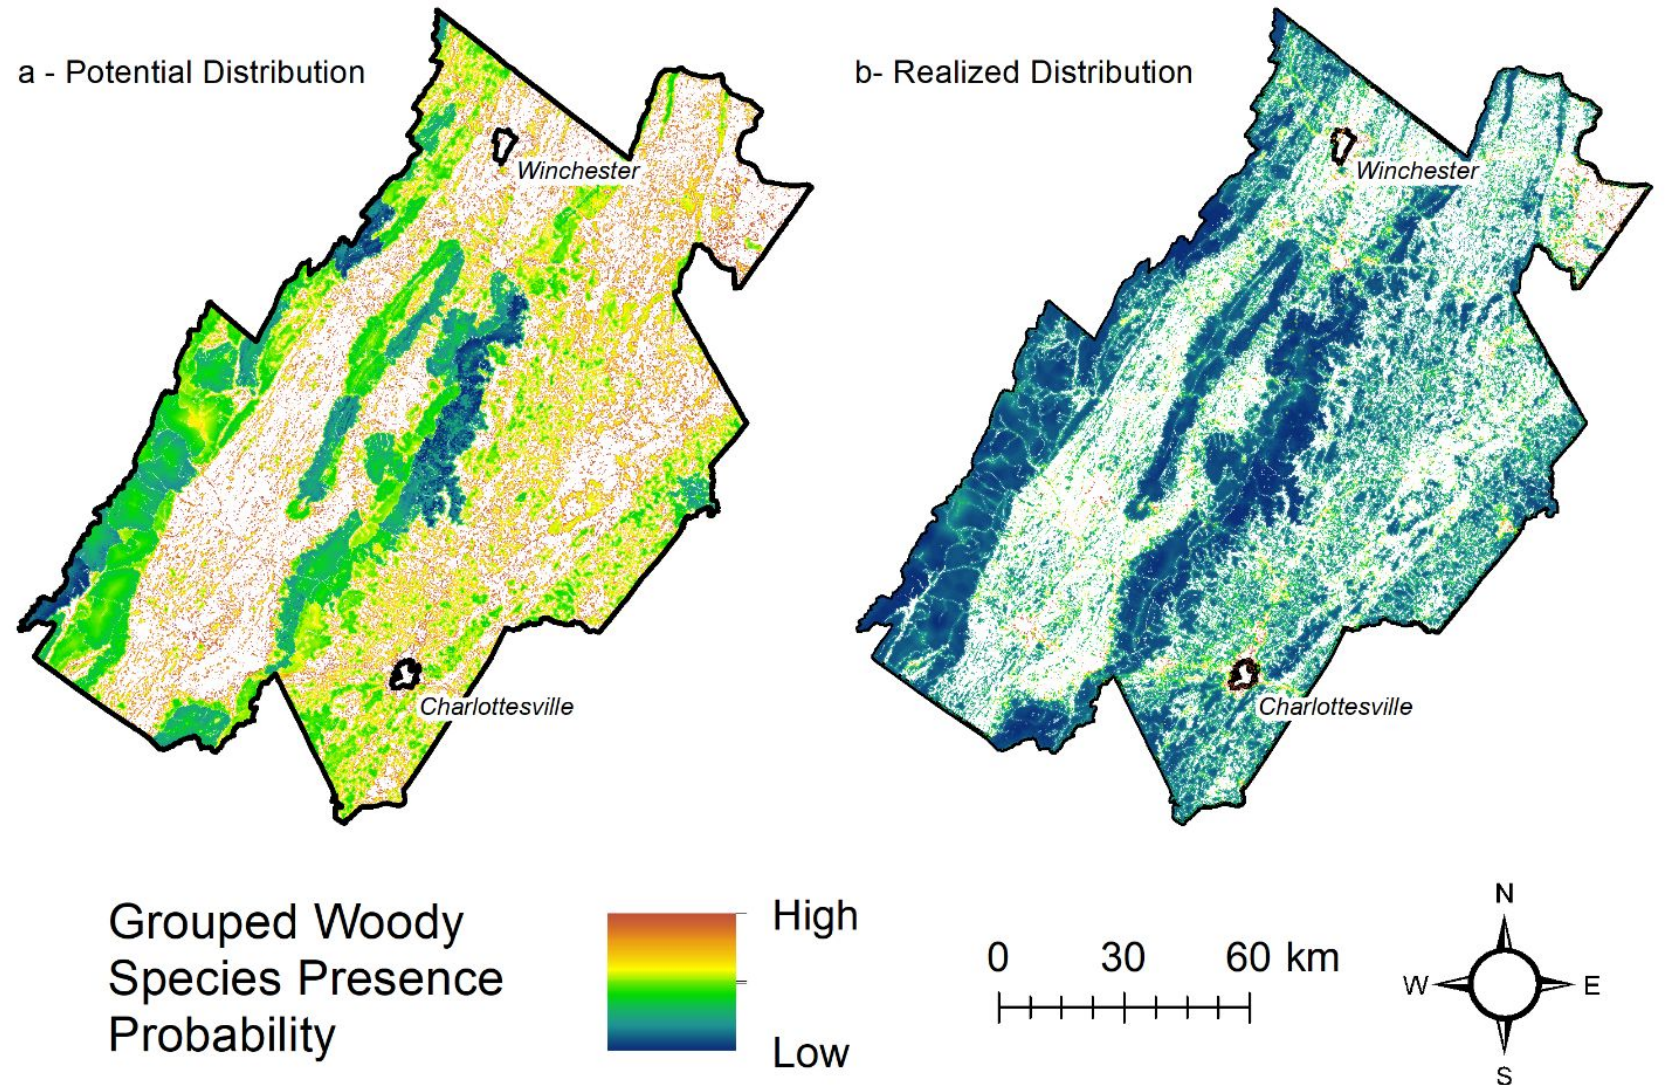 a - Potential Distribution
b- Realized Distribution
Winchester
Winchester
Charlottesville
Charlottesville
Grouped Woody
Species Presence
Probability
High
Low
0 30 60 km
N
W E
S